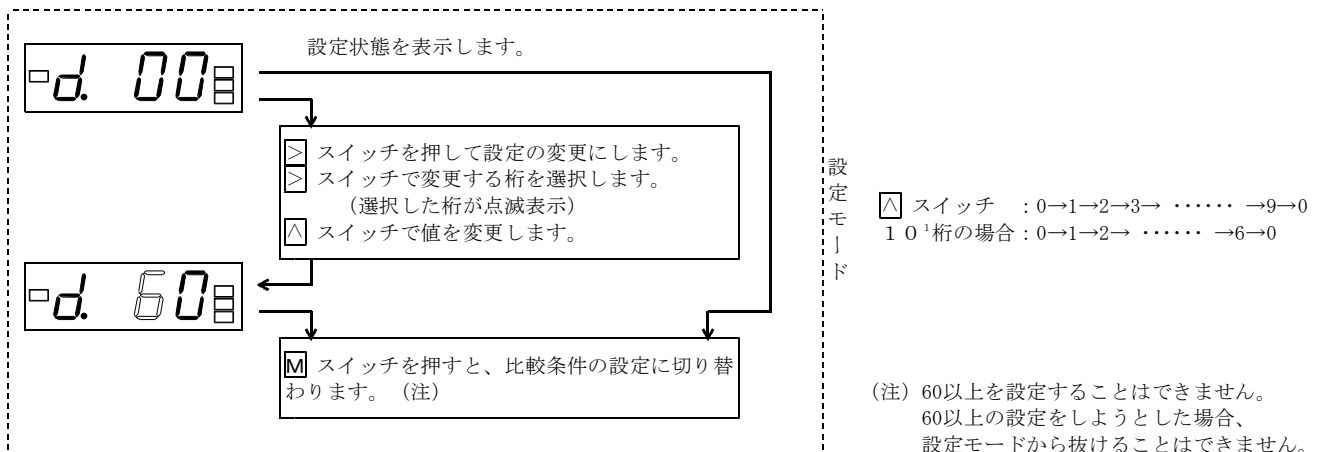 設定状態を表示します。
-d. 00
> スイッチを押して設定の変更にします。
> スイッチで変更する桁を選択します。
（選択した桁が点滅表示）
∧ スイッチで値を変更します。
-d. 60
M スイッチを押すと、比較条件の設定に切り替
わります。（注）
設定モード
∧ スイッチ ：0→1→2→3→ ‥‥‥ →9→0
１０¹桁の場合：0→1→2→ ‥‥‥ →6→0
（注）60以上を設定することはできません。
60以上の設定をしようとした場合、
設定モードから抜けることはできません。